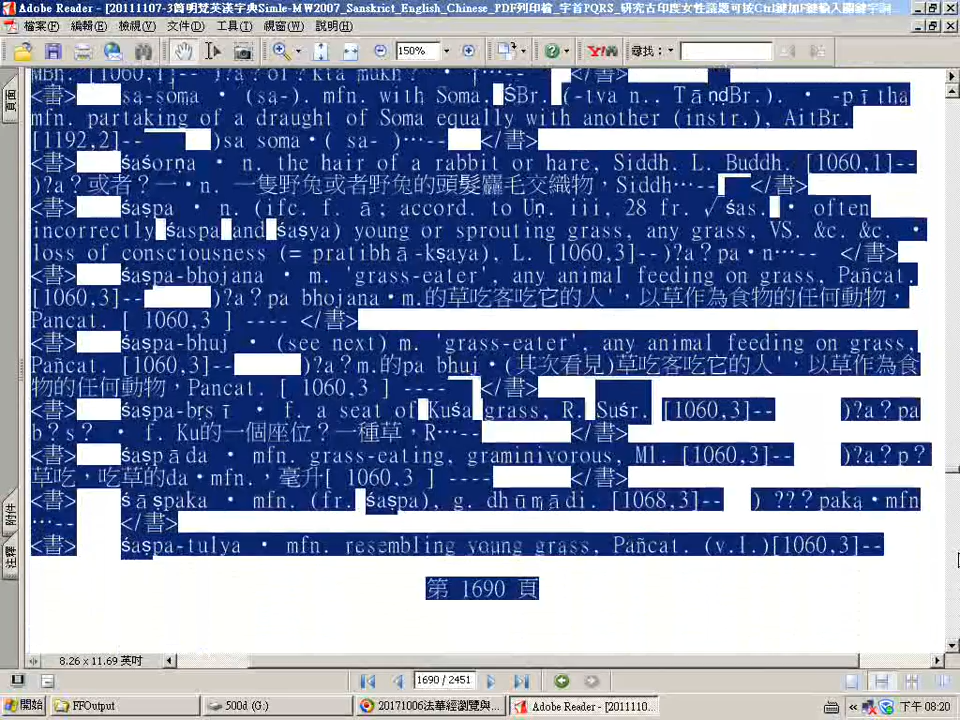 Adobe Reader - [20111107-3簡明梵英漢字典Simle-MW2007_Sanskrict_English_Chinese_PDF列印檔_字首PQRS_研究古印度女性議題可按Ctrl鍵加F鍵輸入關鍵字詞
檔案(F) 編輯(E) 檢視(V) 文件(D) 工具(T) 視窗(W) 說明(H)
150% Y! 尋找：
MBh. [1060,1]-- )?a？of？kta mukh？・ [···-- </書>
<書> sa-soma ・ (sa-). mfn. with Soma. ŚBr. (-tva n.. TāṇḍBr.). ・ -pītha
mfn. partaking of a draught of Soma equally with another (instr.), AitBr.
[1192,2]-- )sa soma・( sa- )···-- </書>
<書> śaśorṇa ・ n. the hair of a rabbit or hare, Siddh. L. Buddh. [1060,1]--
)?a？或者？一・n. 一隻野兔或者野兔的頭髮羅毛交織物，Siddh···-- </書>
<書> śaṣpa ・ n. (ifc. f. ā; accord. to Uṇ. iii, 28 fr. √śas. ・ often
incorrectly śaspa and śaṣya) young or sprouting grass, any grass, VS. &c. &c. ・
loss of consciousness (= pratibhā-kṣaya), L. [1060,3]--)?a？pa・n···-- </書>
<書> śaṣpa-bhojana ・ m. 'grass-eater', any animal feeding on grass, Pañcat.
[1060,3]-- )?a？pa bhojana・m.的草吃客吃它的人'，以草作為食物的任何動物，
Pancat. [ 1060,3 ] ---- </書>
<書> śaṣpa-bhuj ・ (see next) m. 'grass-eater', any animal feeding on grass,
Pañcat. [1060,3]-- )?a？m.的pa bhuj・(其次看見)草吃客吃它的人'，以草作為食
物的任何動物，Pancat. [ 1060,3 ] ---- </書>
<書> śaṣpa-bṛsī ・ f. a seat of Kuśa grass, R. Suśr. [1060,3]-- )?a？pa
b？s？ ・ f. Ku的一個座位？一種草，R···-- </書>
<書> śaṣpāda ・ mfn. grass-eating, graminivorous, Ml. [1060,3]-- )?a？p？
草吃，吃草的da・mfn，毫升[ 1060,3 ] ---- </書>
<書> śāṣpaka ・ mfn. (fr. śaṣpa), g. dhūmādi. [1068,3]-- ) ???paka・mfn
···-- </書>
<書> śaṣpa-tulya ・ mfn. resembling young grass, Pañcat. (v.l.)[1060,3]--
第 1690 頁
附件
8.26 x 11.69 英吋
1690 / 2451
開始 FFOutput 500d (G:) 20171006法華經瀏覽與... Adobe Reader - [2011110... 下午 08:20